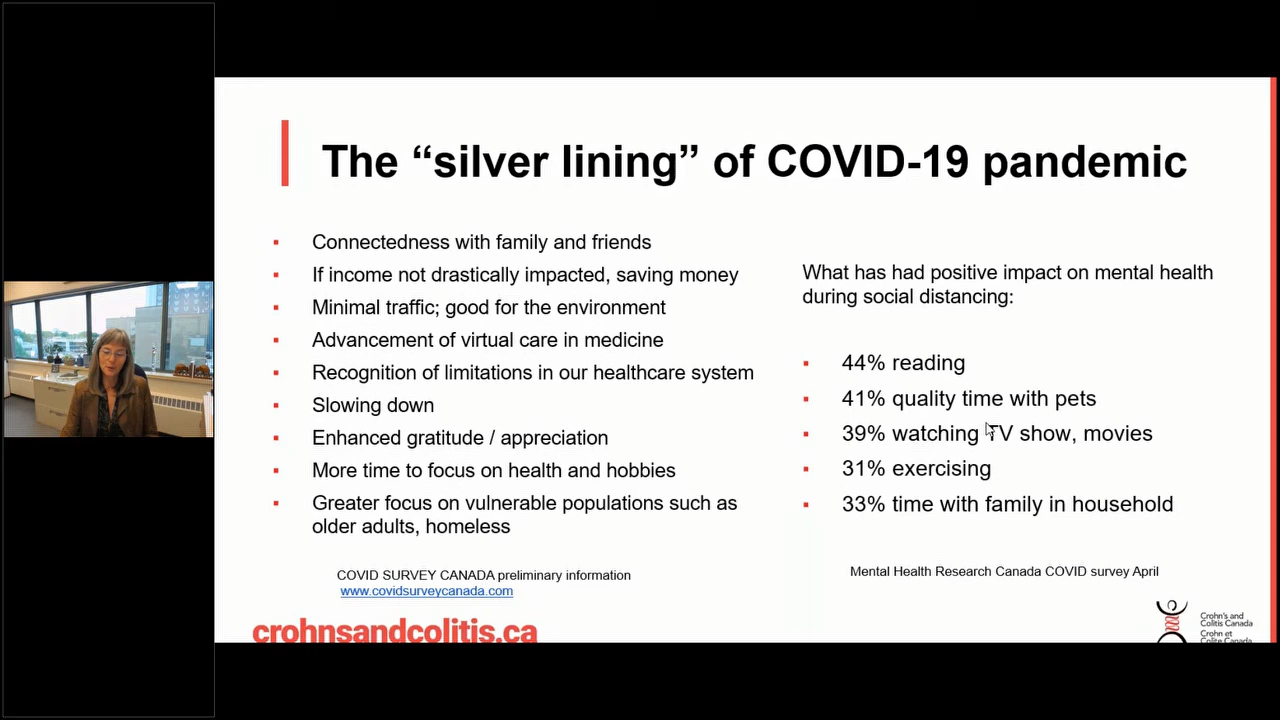 The “silver lining” of COVID-19 pandemic
Connectedness with family and friends
If income not drastically impacted, saving money
Minimal traffic; good for the environment
Advancement of virtual care in medicine
Recognition of limitations in our healthcare system
Slowing down
Enhanced gratitude / appreciation
More time to focus on health and hobbies
Greater focus on vulnerable populations such as
older adults, homeless
COVID SURVEY CANADA preliminary information
www.covidsurveycanada.com
What has had positive impact on mental health
during social distancing:
44% reading
41% quality time with pets
39% watching TV show, movies
31% exercising
33% time with family in household
Mental Health Research Canada COVID survey April
crohnsandcolitis.ca
Crohn's and
Colitis Canada
Crohn et
Colite Canada